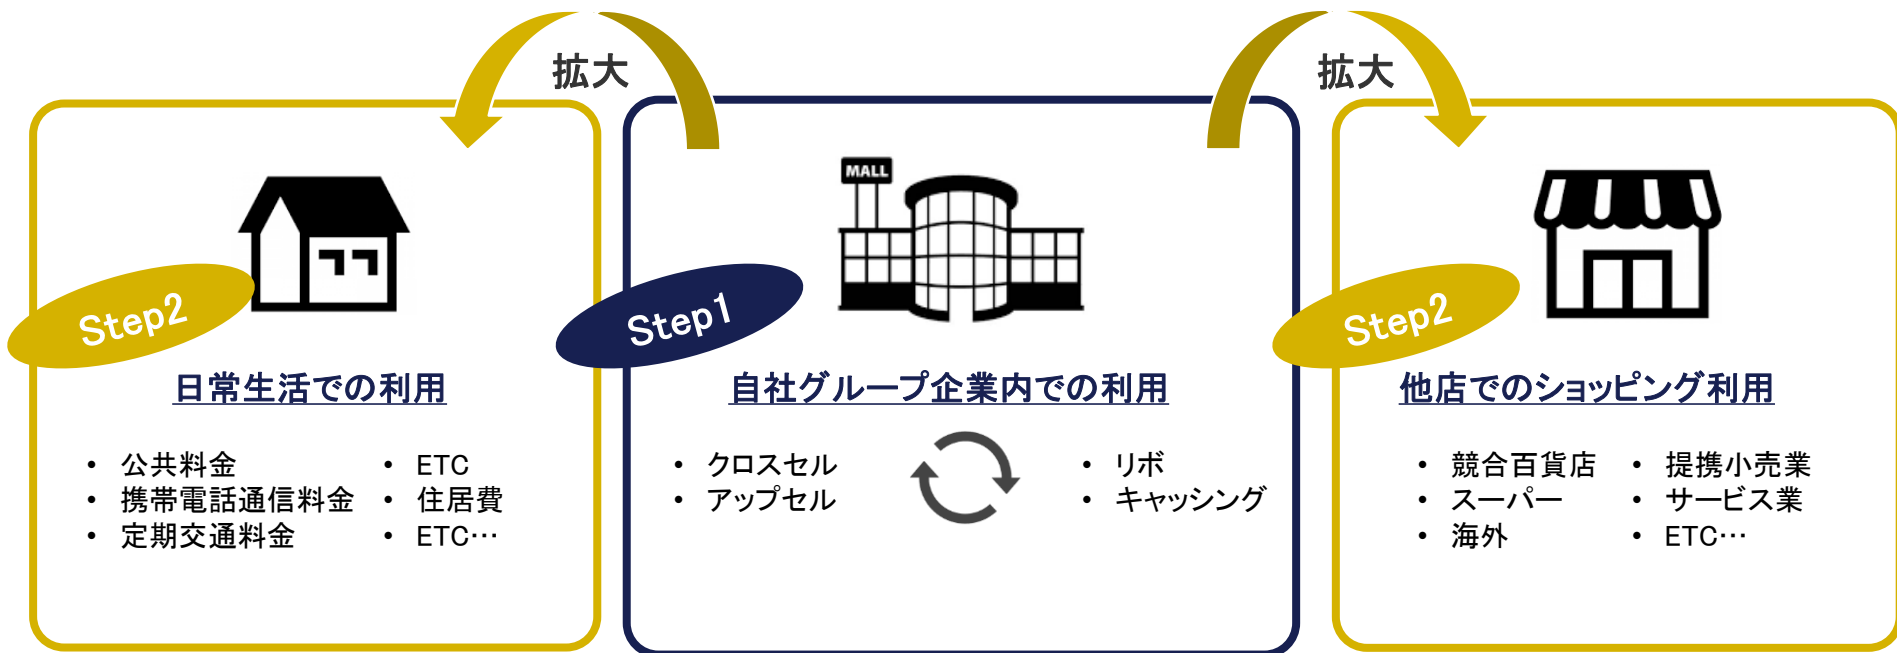 拡大
拡大
MALL
Step2
日常生活での利用
• 公共料金
• 携帯電話通信料金
• 定期交通料金
• ETC
• 住居費
• ETC…
Step1
自社グループ企業内での利用
• クロスセル
• アップセル
• リボ
• キャッシング
Step2
他店でのショッピング利用
• 競合百貨店
• スーパー
• 海外
• 提携小売業
• サービス業
• ETC…